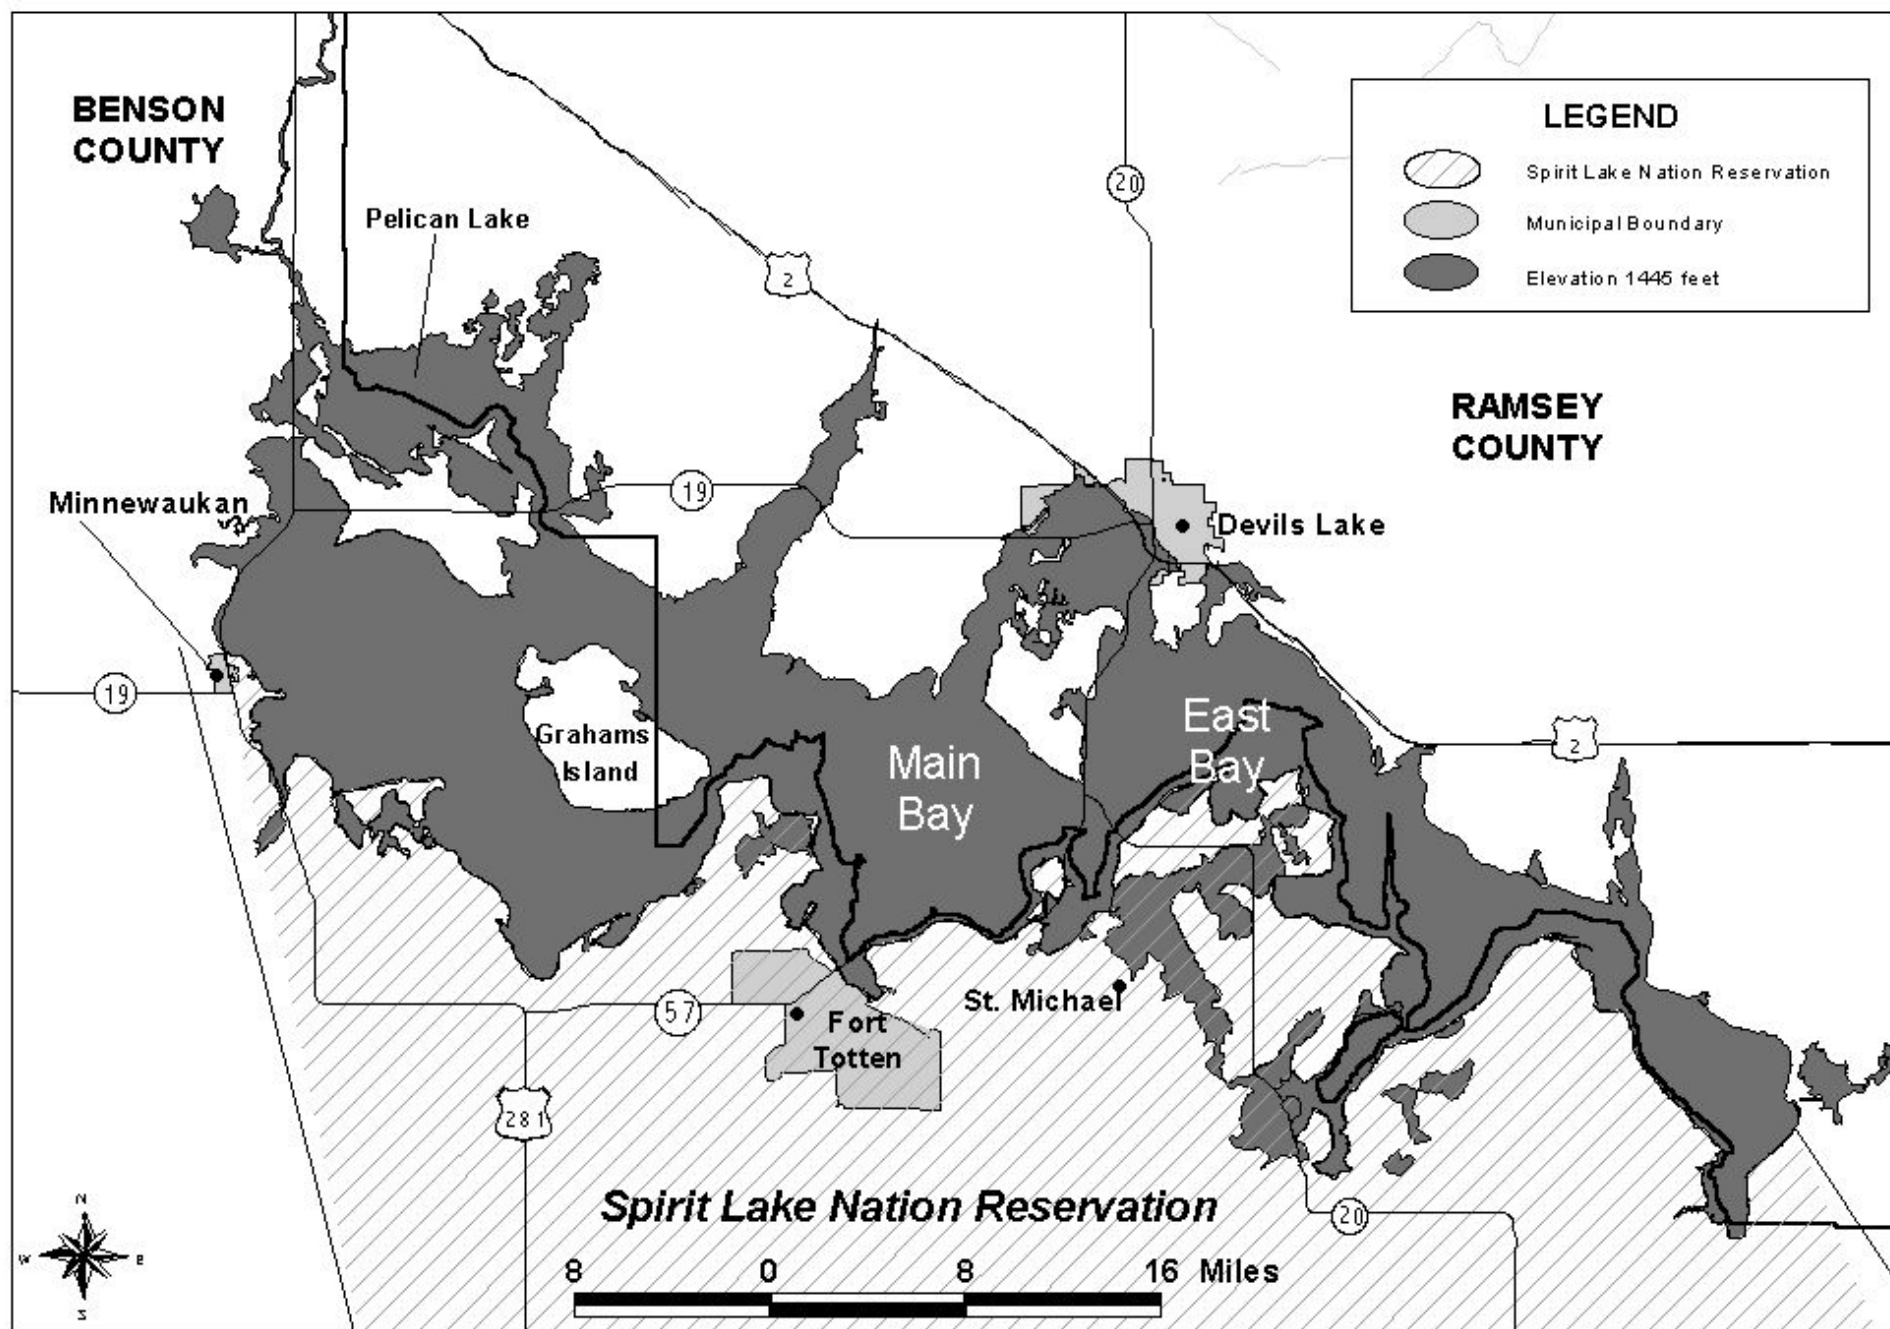 BENSON
COUNTY
LEGEND
Spirit Lake Nation Reservation
Municipal Boundary
Elevation 1445 feet
20
Pelican Lake
2
RAMSEY
COUNTY
19
Minnewaukan
Devils Lake
19
East
Bay
2
Grahams
Island
Main
Bay
St. Michael
57
Fort
Totten
281
Spirit Lake Nation Reservation
20
N
W
E
S
8 0 8 16 Miles